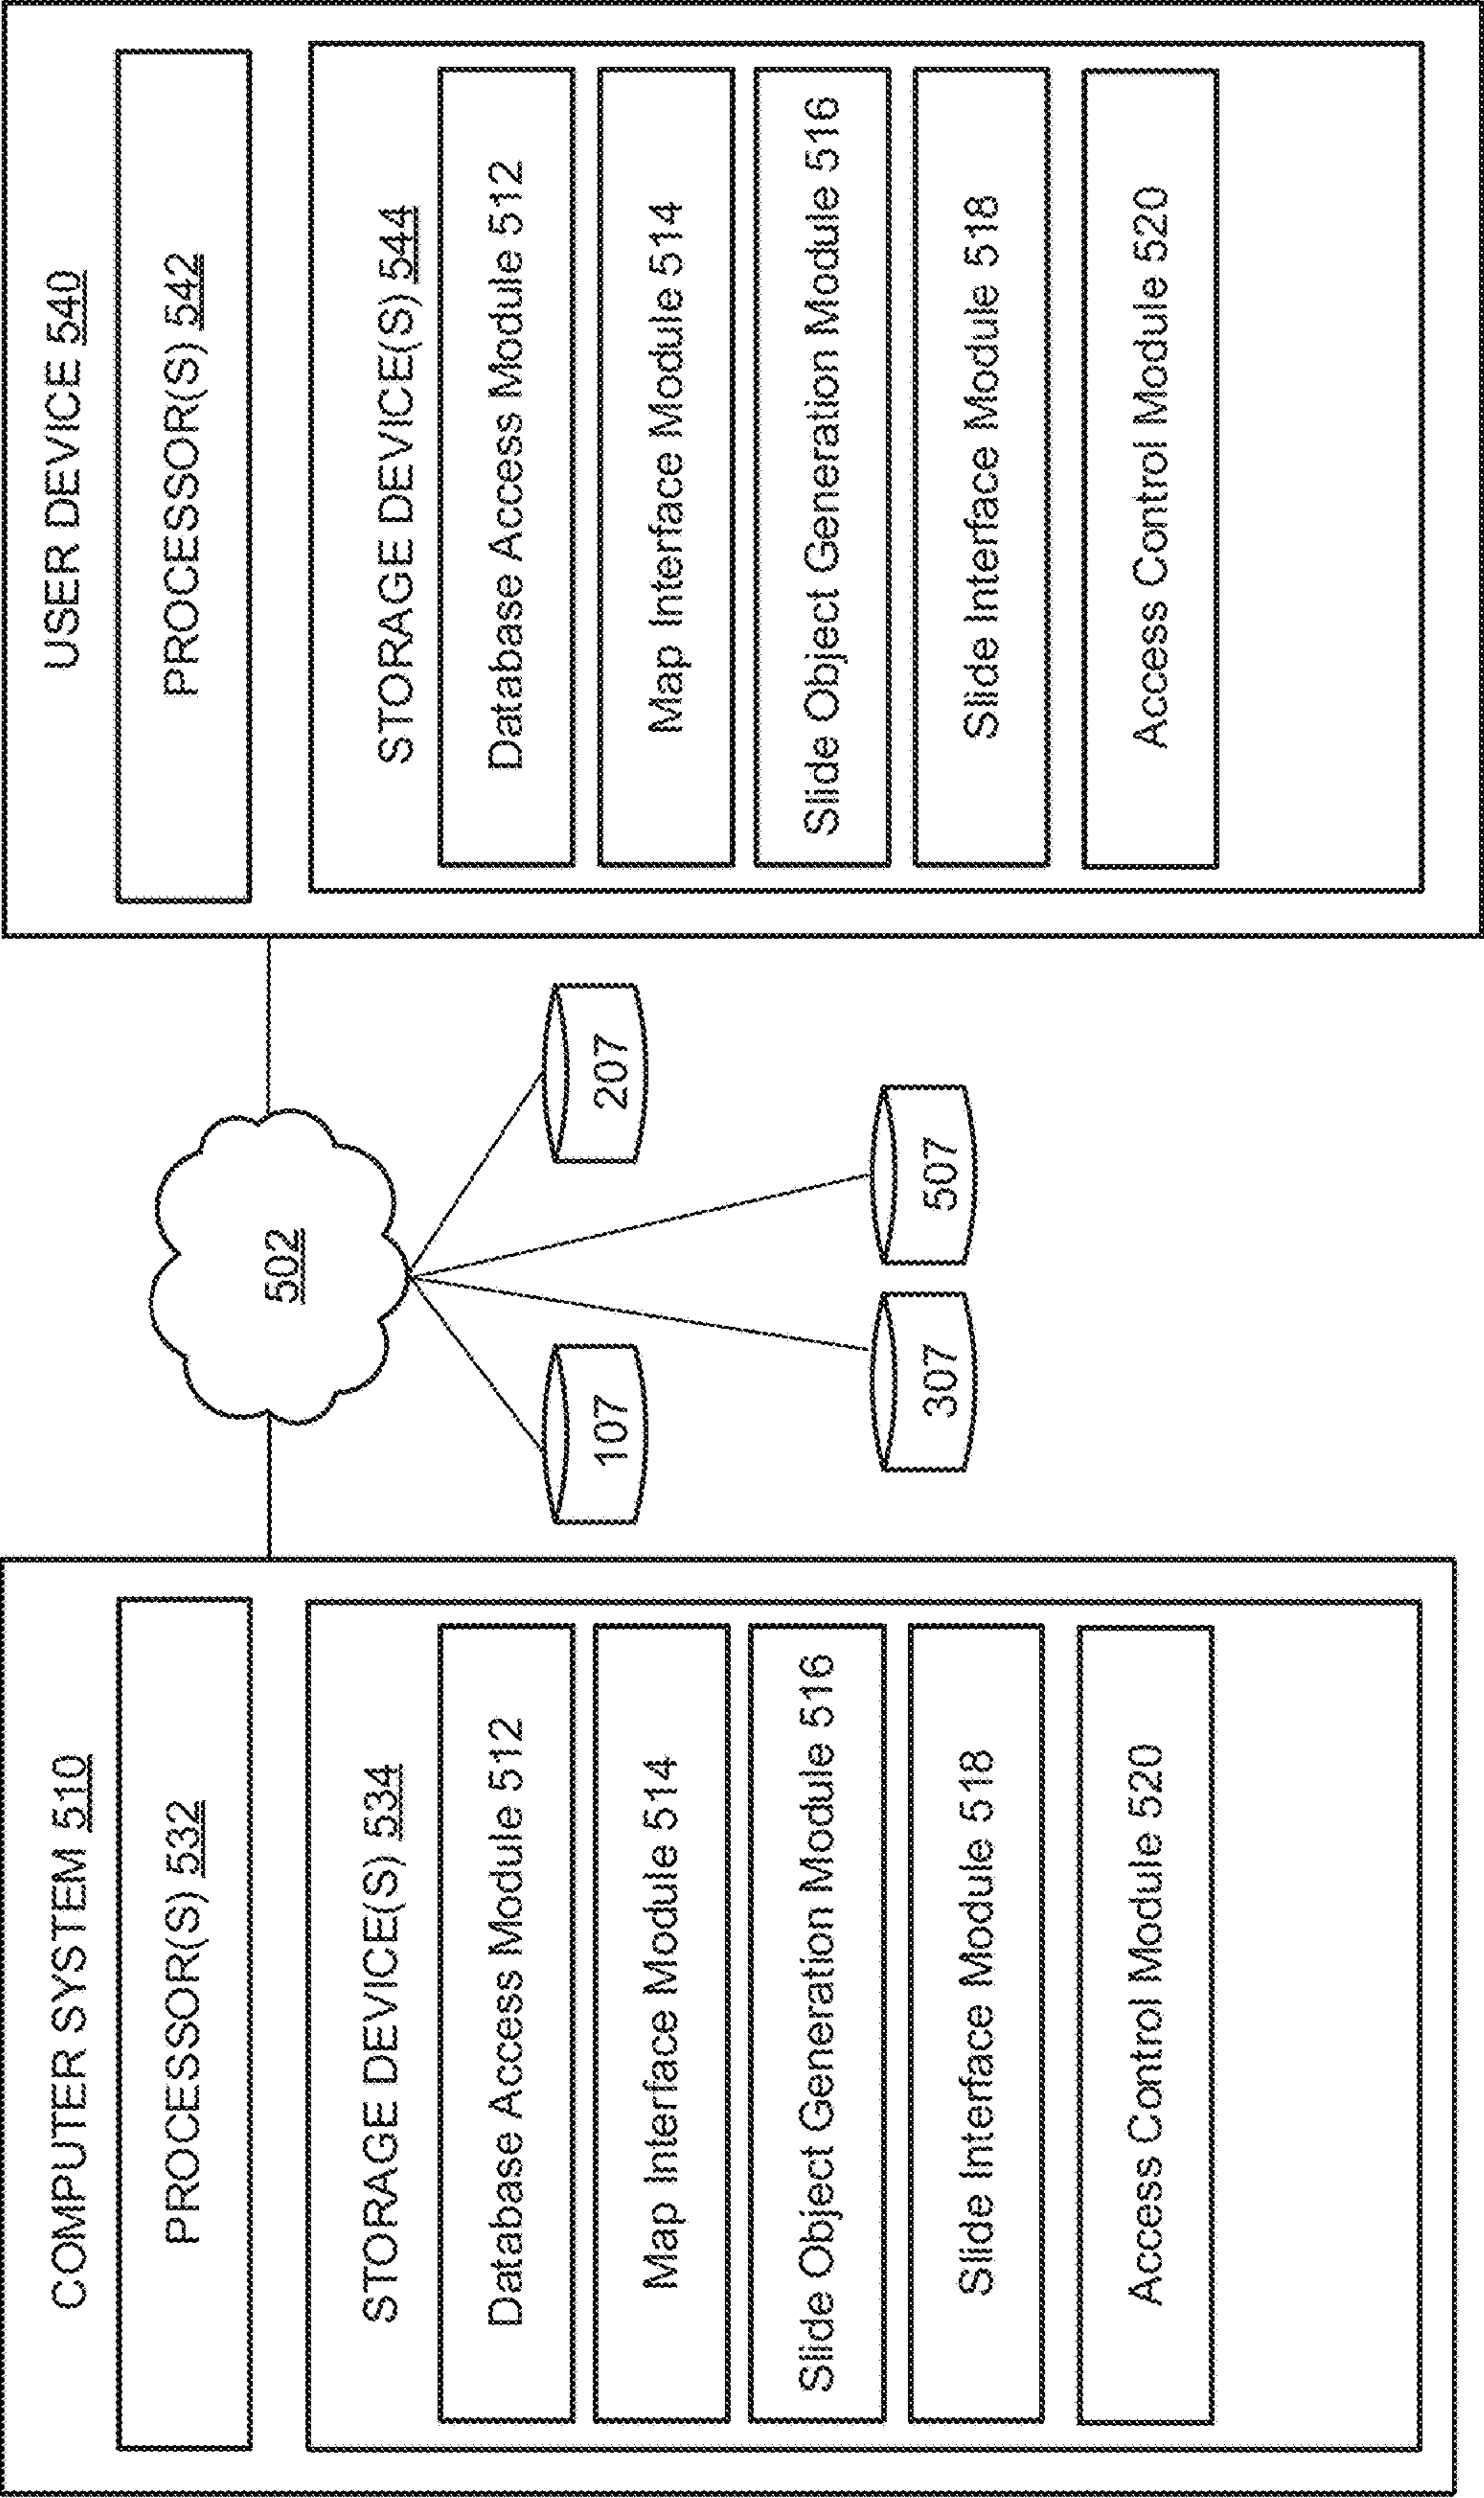 COMPUTER SYSTEM 510
PROCESSOR(S) 532
STORAGE DEVICE(S) 534
Database Access Module 512
Map Interface Module 514
Slide Object Generation Module 516
Slide Interface Module 518
Access Control Module 520
502
107
207
307
507
USER DEVICE 540
PROCESSOR(S) 542
STORAGE DEVICE(S) 544
Database Access Module 512
Map Interface Module 514
Slide Object Generation Module 516
Slide Interface Module 518
Access Control Module 520